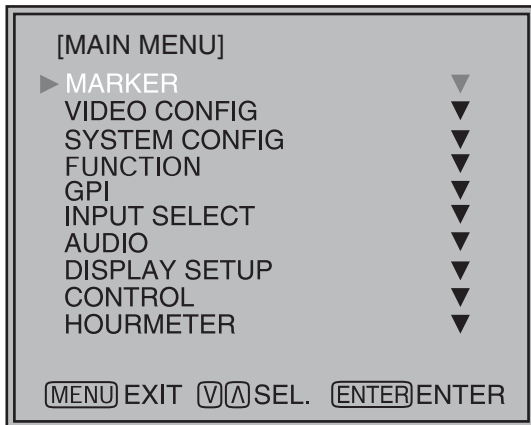 [MAIN MENU]
▶ MARKER ▼
VIDEO CONFIG ▼
SYSTEM CONFIG ▼
FUNCTION ▼
GPI ▼
INPUT SELECT ▼
AUDIO ▼
DISPLAY SETUP ▼
CONTROL ▼
HOURMETER ▼
MENU EXIT V Λ SEL. ENTER ENTER